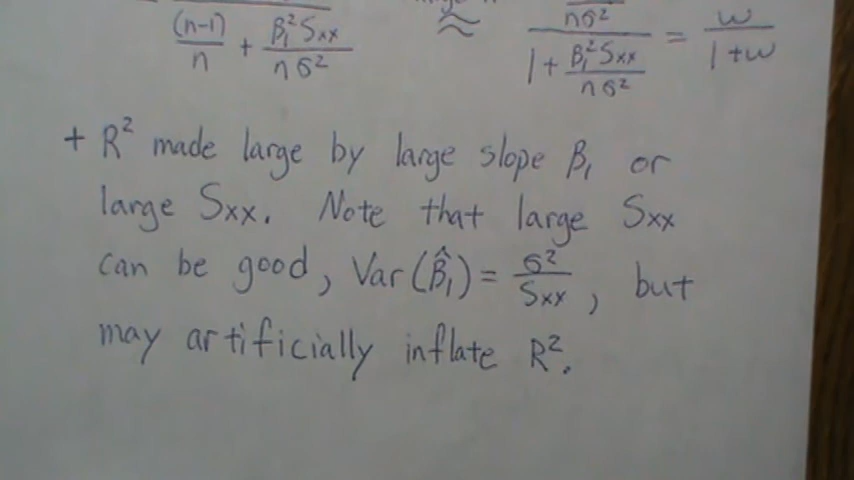 (n-1)/n + β₁²Sxx/nσ² ≈ nσ²/(1 + β₁²Sxx/nσ²) = w/(1+w)
+ R² made large by large slope β₁ or
large Sxx. Note that large Sxx
can be good, Var(β̂₁) = σ²/Sxx, but
may artificially inflate R².